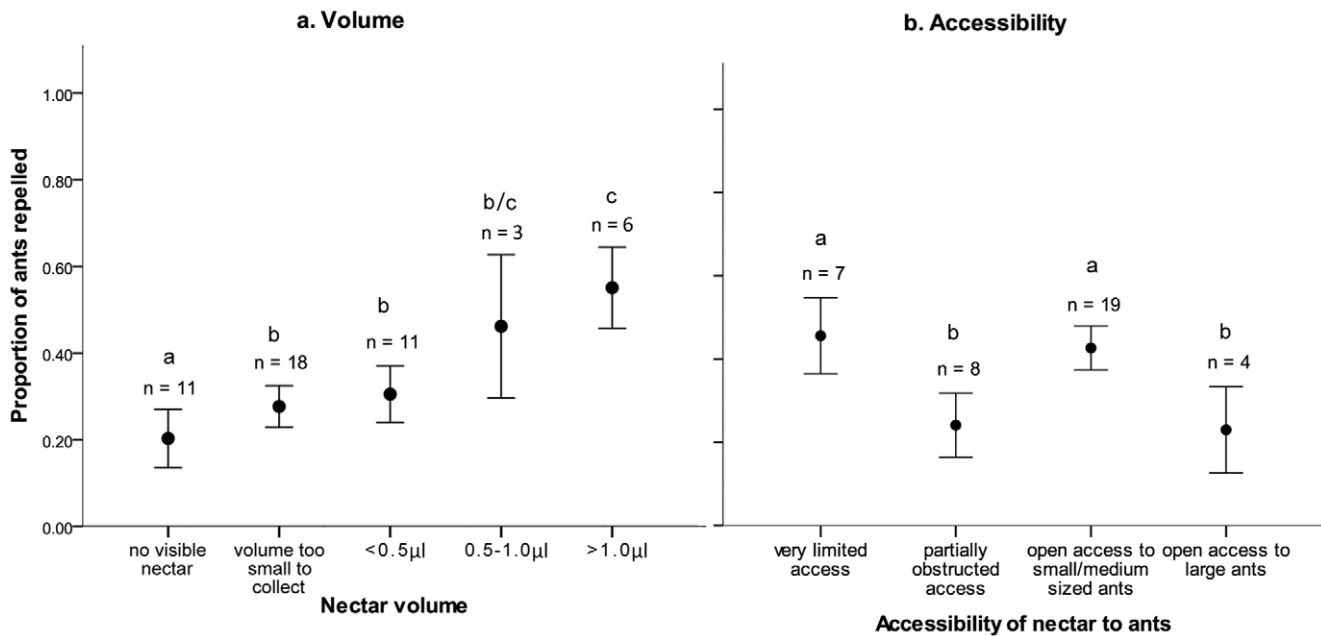 a. Volume
b. Accessibility
Proportion of ants repelled
1.00
0.80
0.60
0.40
0.20
0.00
a
n = 11
b
n = 18
b
n = 11
b/c
n = 3
c
n = 6
no visible
nectar
volume too
small to
collect
<0.5µl
0.5-1.0µl
>1.0µl
Nectar volume
a
n = 7
b
n = 8
a
n = 19
b
n = 4
very limited
access
partially
obstructed
access
open access to
small/medium
sized ants
open access to
large ants
Accessibility of nectar to ants